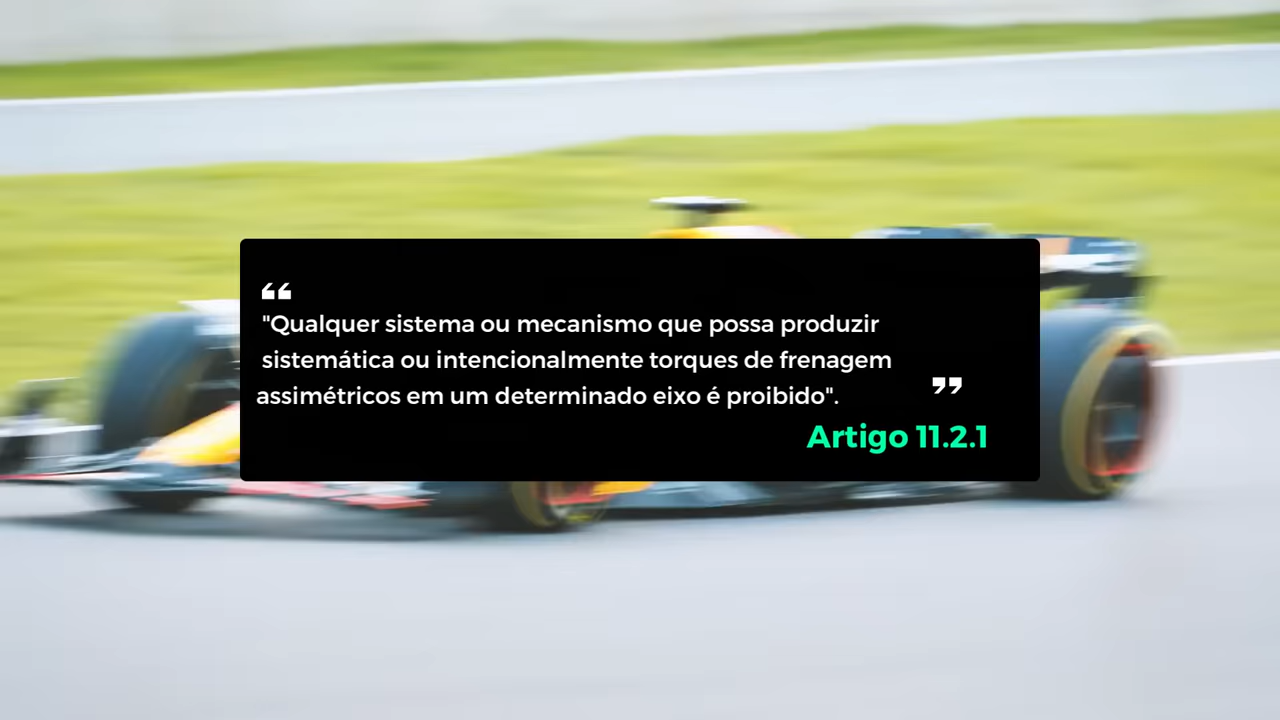 ❝
"Qualquer sistema ou mecanismo que possa produzir
sistemática ou intencionalmente torques de frenagem
assimétricos em um determinado eixo é proibido".
❞
Artigo 11.2.1